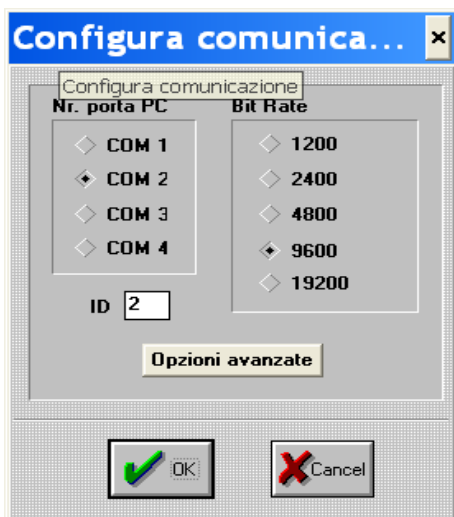 Configura comunica...
Configura comunicazione
Nr. porta PC
Bit Rate
COM 1
COM 2
COM 3
COM 4
1200
2400
4800
9600
19200
ID 2
Opzioni avanzate
OK
Cancel